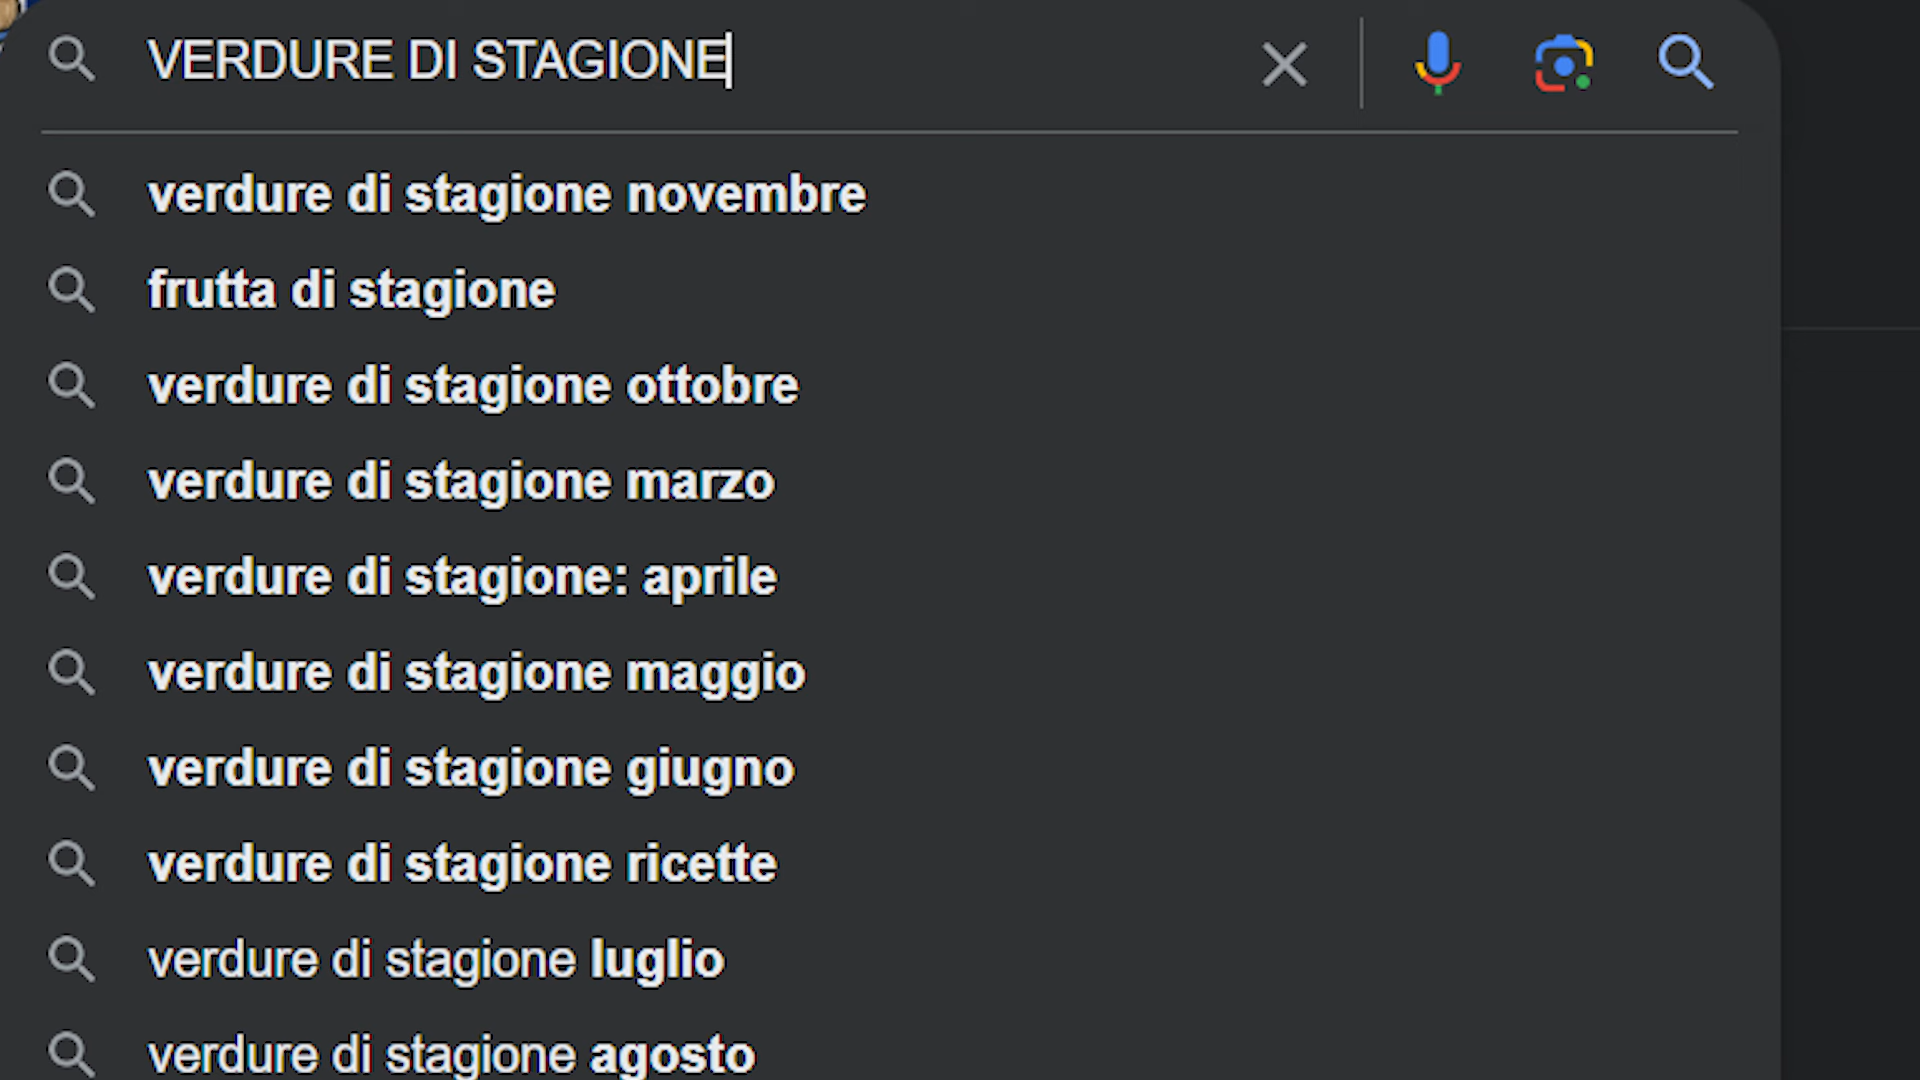 VERDURE DI STAGIONE
verdure di stagione novembre
frutta di stagione
verdure di stagione ottobre
verdure di stagione marzo
verdure di stagione: aprile
verdure di stagione maggio
verdure di stagione giugno
verdure di stagione ricette
verdure di stagione luglio
verdure di stagione agosto